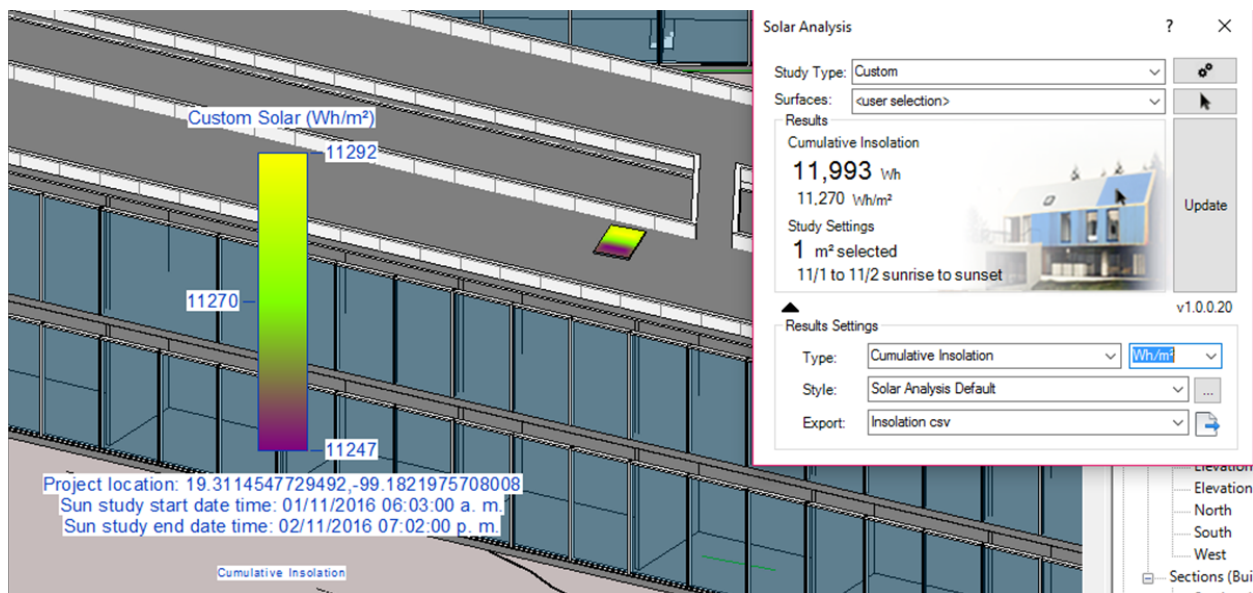 Custom Solar (Wh/m²)
11292
11270
11247
Project location: 19.3114547729492,-99.1821975708008
Sun study start date time: 01/11/2016 06:03:00 a. m.
Sun study end date time: 02/11/2016 07:02:00 p. m.
Cumulative Insolation
Solar Analysis
?
Study Type: Custom
Surfaces: <user selection>
Results
Cumulative Insolation
11,993 Wh
11,270 Wh/m²
Study Settings
1 m² selected
11/1 to 11/2 sunrise to sunset
Update
v1.0.0.20
Results Settings
Type: Cumulative Insolation Wh/m²
Style: Solar Analysis Default ...
Export: Insolation csv
Elevation
Elevation
North
South
West
Sections (Bui